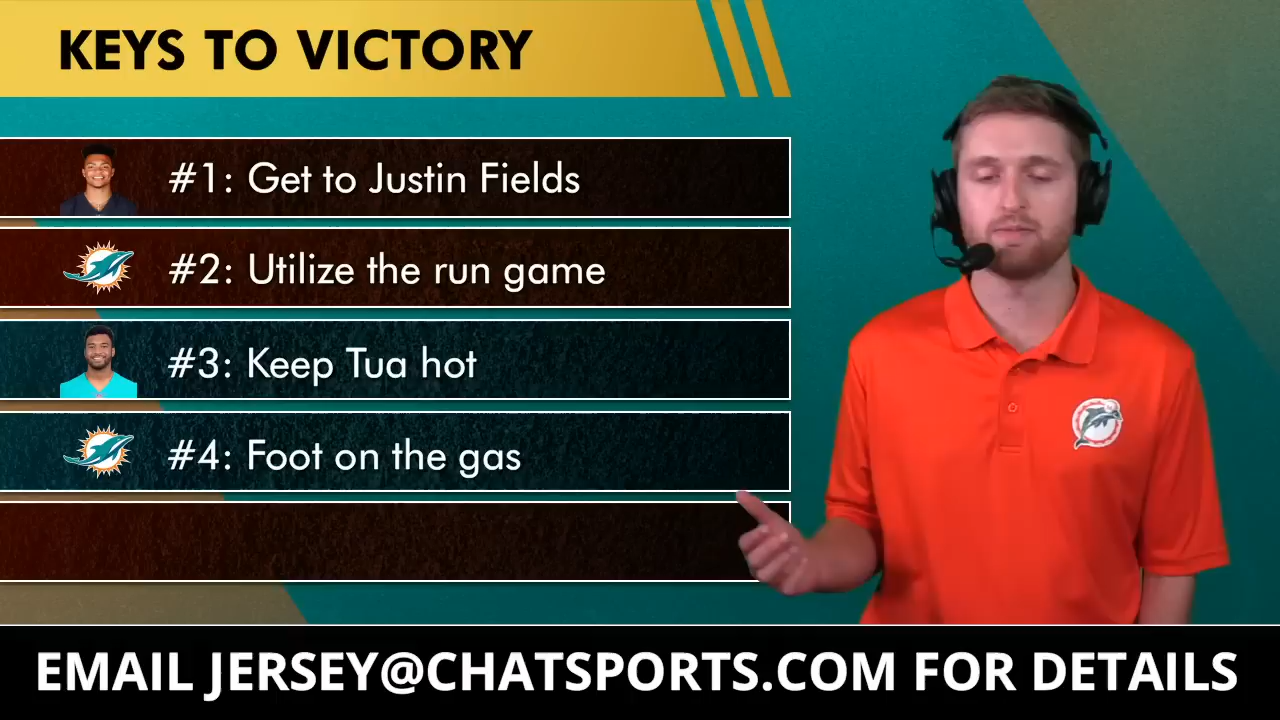 KEYS TO VICTORY
#1: Get to Justin Fields
#2: Utilize the run game
#3: Keep Tua hot
#4: Foot on the gas
EMAIL JERSEY@CHATSPORTS.COM FOR DETAILS